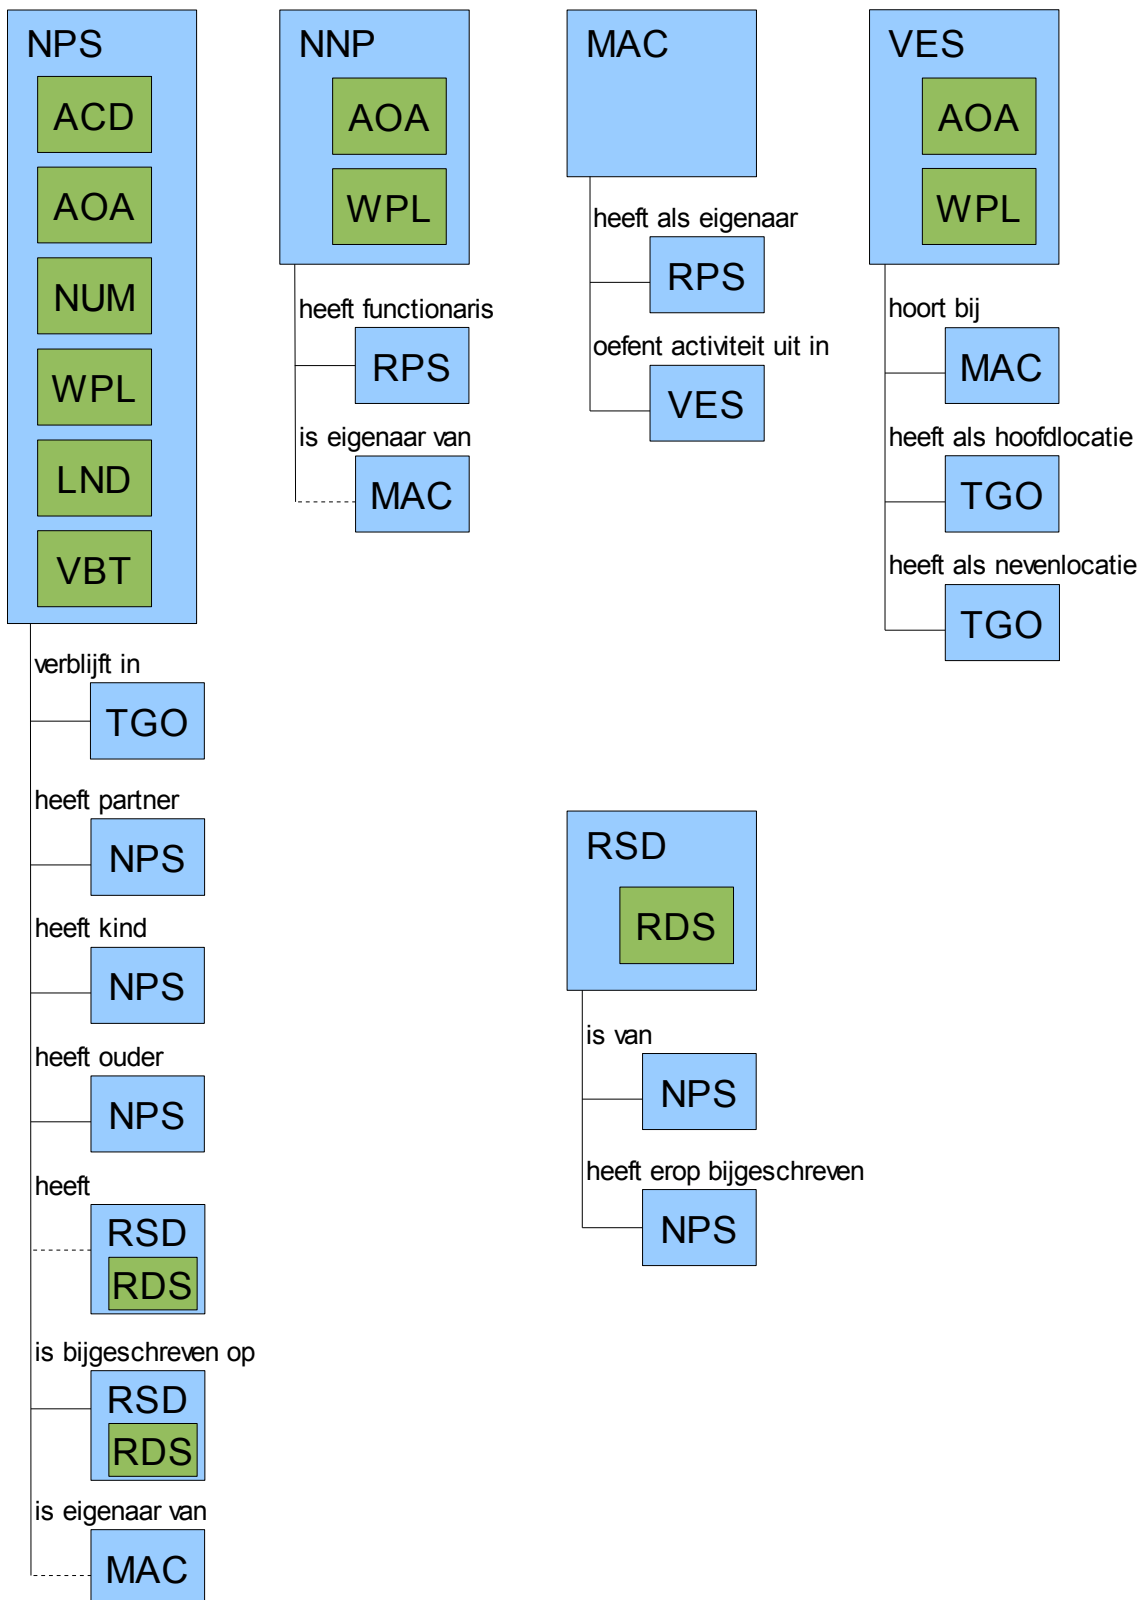 NPS
ACD
AOA
NUM
WPL
LND
VBT
verblijft in
TGO
heeft partner
NPS
heeft kind
NPS
heeft ouder
NPS
heeft
RSD
RDS
is bijgeschreven op
RSD
RDS
is eigenaar van
MAC
NNP
AOA
WPL
heeft functionaris
RPS
is eigenaar van
MAC
MAC
heeft als eigenaar
RPS
oefent activiteit uit in
VES
VES
AOA
WPL
hoort bij
MAC
heeft als hoofdlocatie
TGO
heeft als nevenlocatie
TGO
RSD
RDS
is van
NPS
heeft erop bijgeschreven
NPS